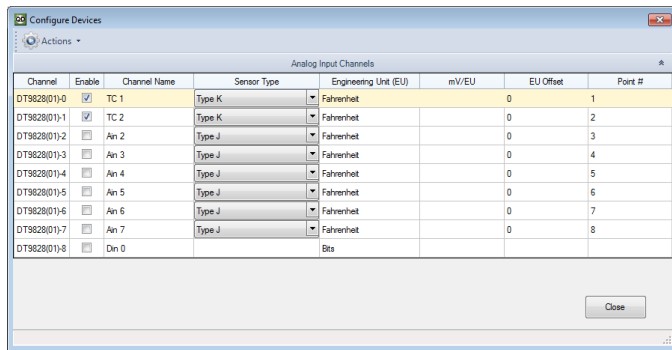 Configure Devices
Actions
Analog Input Channels
Channel Enable Channel Name Sensor Type Engineering Unit (EU) mV/EU EU Offset Point #
DT9828(01)-0 TC 1 Type K Fahrenheit 0 1
DT9828(01)-1 TC 2 Type K Fahrenheit 0 2
DT9828(01)-2 Ain 2 Type J Fahrenheit 0 3
DT9828(01)-3 Ain 3 Type J Fahrenheit 0 4
DT9828(01)-4 Ain 4 Type J Fahrenheit 0 5
DT9828(01)-5 Ain 5 Type J Fahrenheit 0 6
DT9828(01)-6 Ain 6 Type J Fahrenheit 0 7
DT9828(01)-7 Ain 7 Type J Fahrenheit 0 8
DT9828(01)-8 Din 0 Bits
Close